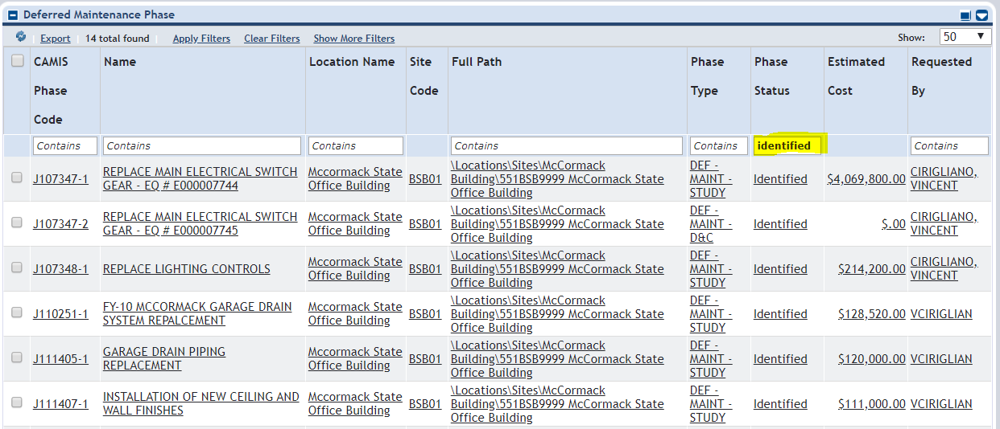 Deferred Maintenance Phase
Export 14 total found Apply Filters Clear Filters Show More Filters Show: 50
CAMIS Name Location Name Site Full Path Phase Phase Estimated Requested
Phase Code Type Status Cost By
Code
Contains Contains Contains Contains Contains identified Contains
J107347-1
REPLACE MAIN ELECTRICAL SWITCH
GEAR - EQ # E000007744
Mccormack State
Office Building
BSB01
\Locations\Sites\McCormack
Building\551BSB9999 McCormack State
Office Building
DEF -
MAINT -
STUDY
Identified
$4,069,800.00
CIRIGLIANO,
VINCENT
J107347-2
REPLACE MAIN ELECTRICAL SWITCH
GEAR - EQ # E000007745
Mccormack State
Office Building
BSB01
\Locations\Sites\McCormack
Building\551BSB9999 McCormack State
Office Building
DEF -
MAINT -
D&C
Identified
$.00
CIRIGLIANO,
VINCENT
J107348-1
REPLACE LIGHTING CONTROLS
Mccormack State
Office Building
BSB01
\Locations\Sites\McCormack
Building\551BSB9999 McCormack State
Office Building
DEF -
MAINT -
STUDY
Identified
$214,200.00
CIRIGLIANO,
VINCENT
J110251-1
FY-10 MCCORMACK GARAGE DRAIN
SYSTEM REPALCEMENT
Mccormack State
Office Building
BSB01
\Locations\Sites\McCormack
Building\551BSB9999 McCormack State
Office Building
DEF -
MAINT -
STUDY
Identified
$128,520.00
VCIRIGLIAN
J111405-1
GARAGE DRAIN PIPING
REPLACEMENT
Mccormack State
Office Building
BSB01
\Locations\Sites\McCormack
Building\551BSB9999 McCormack State
Office Building
DEF -
MAINT -
STUDY
Identified
$120,000.00
VCIRIGLIAN
J111407-1
INSTALLATION OF NEW CEILING AND
WALL FINISHES
Mccormack State
Office Building
BSB01
\Locations\Sites\McCormack
Building\551BSB9999 McCormack State
Office Building
DEF -
MAINT -
STUDY
Identified
$111,000.00
VCIRIGLIAN